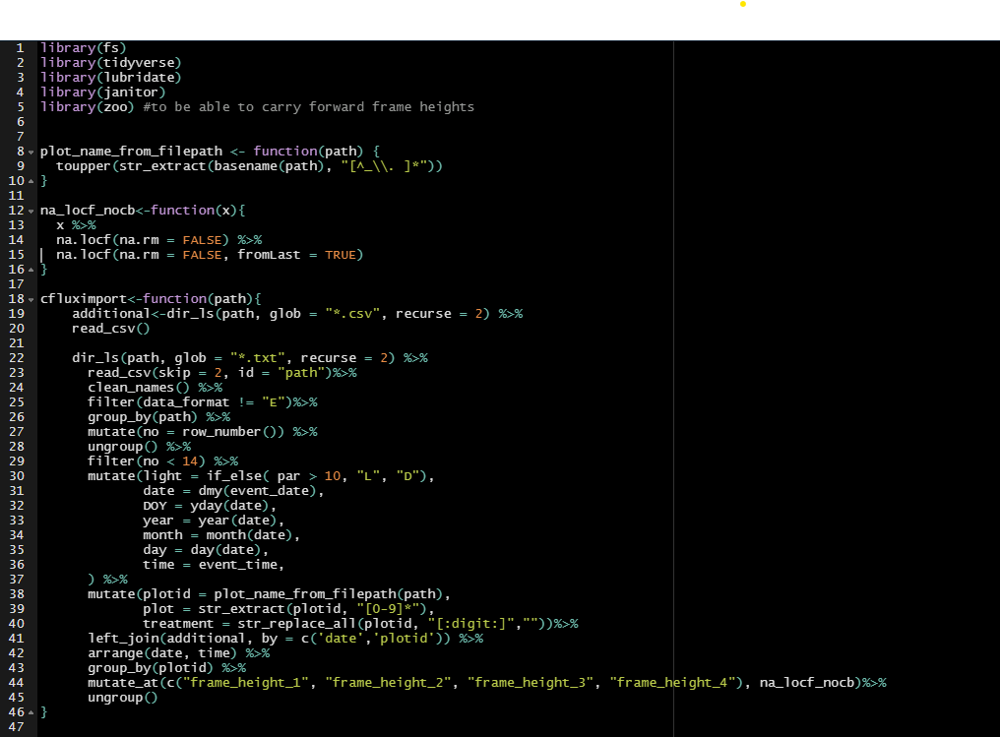 1 library(fs)
2 library(tidyverse)
3 library(lubridate)
4 library(janitor)
5 library(zoo) #to be able to carry forward frame heights
6
7
8 plot_name_from_filepath <- function(path) {
9   toupper(str_extract(basename(path), "[^_\\. ]*"))
10 }
11
12 na_locf_nocb<-function(x){
13   x %>%
14   na.locf(na.rm = FALSE) %>%
15   na.locf(na.rm = FALSE, fromLast = TRUE)
16 }
17
18 cfluximport<-function(path){
19     additional<-dir_ls(path, glob = "*.csv", recurse = 2) %>%
20     read_csv()
21
22     dir_ls(path, glob = "*.txt", recurse = 2) %>%
23       read_csv(skip = 2, id = "path")%>%
24       clean_names() %>%
25       filter(data_format != "E")%>%
26       group_by(path) %>%
27       mutate(no = row_number()) %>%
28       ungroup() %>%
29       filter(no < 14) %>%
30       mutate(light = if_else( par > 10, "L", "D"),
31              date = dmy(event_date),
32              DOY = yday(date),
33              year = year(date),
34              month = month(date),
35              day = day(date),
36              time = event_time,
37       ) %>%
38       mutate(plotid = plot_name_from_filepath(path),
39              plot = str_extract(plotid, "[0-9]*"),
40              treatment = str_replace_all(plotid, "[:digit:]",""))%>%
41       left_join(additional, by = c('date','plotid')) %>%
42       arrange(date, time) %>%
43       group_by(plotid) %>%
44       mutate_at(c("frame_height_1", "frame_height_2", "frame_height_3", "frame_height_4"), na_locf_nocb)%>%
45       ungroup()
46 }
47